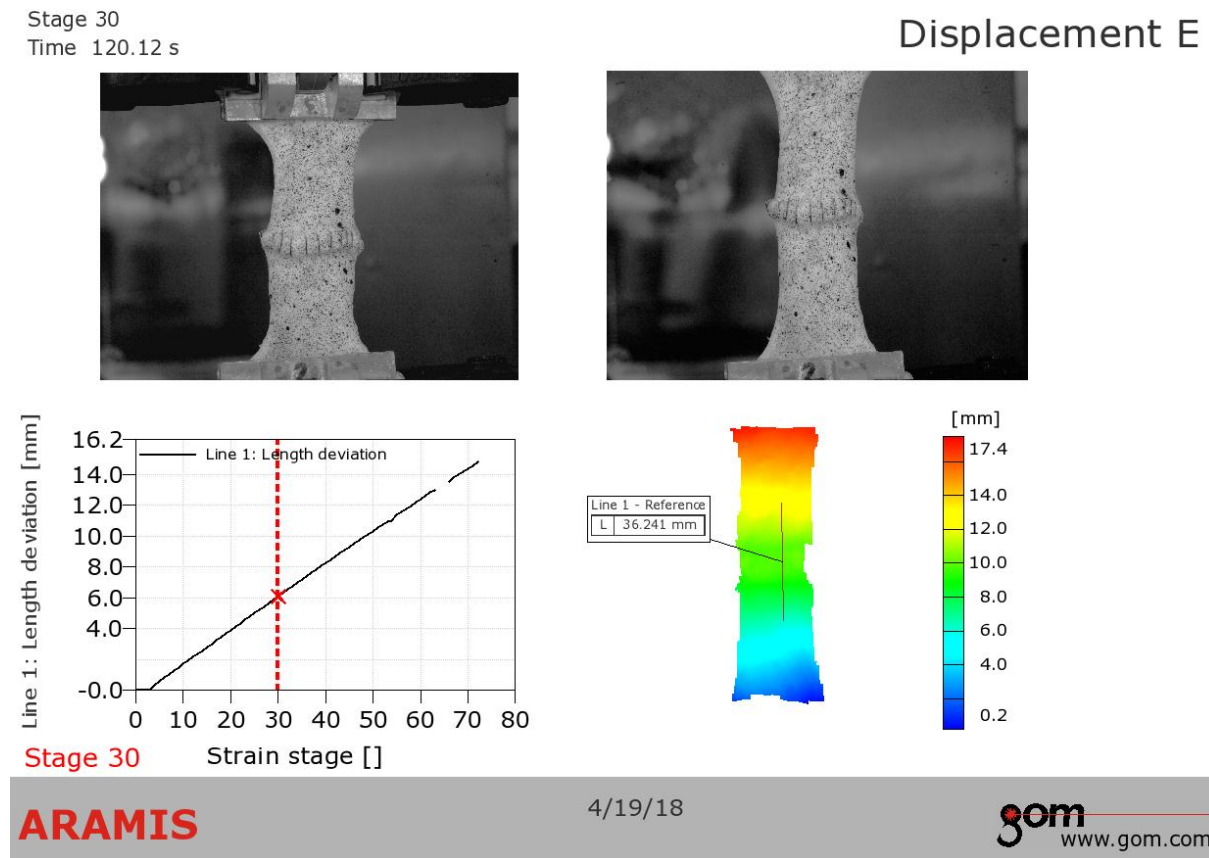 Stage 30
Time 120.12 s
Displacement E
Line 1: Length deviation [mm]
16.2
14.0
12.0
10.0
8.0
6.0
4.0
-0.0
Line 1: Length deviation
0 10 20 30 40 50 60 70 80
Stage 30
Strain stage []
Line 1 - Reference
L 36.241 mm
[mm]
17.4
14.0
12.0
10.0
8.0
6.0
4.0
0.2
ARAMIS
4/19/18
gom
www.gom.com